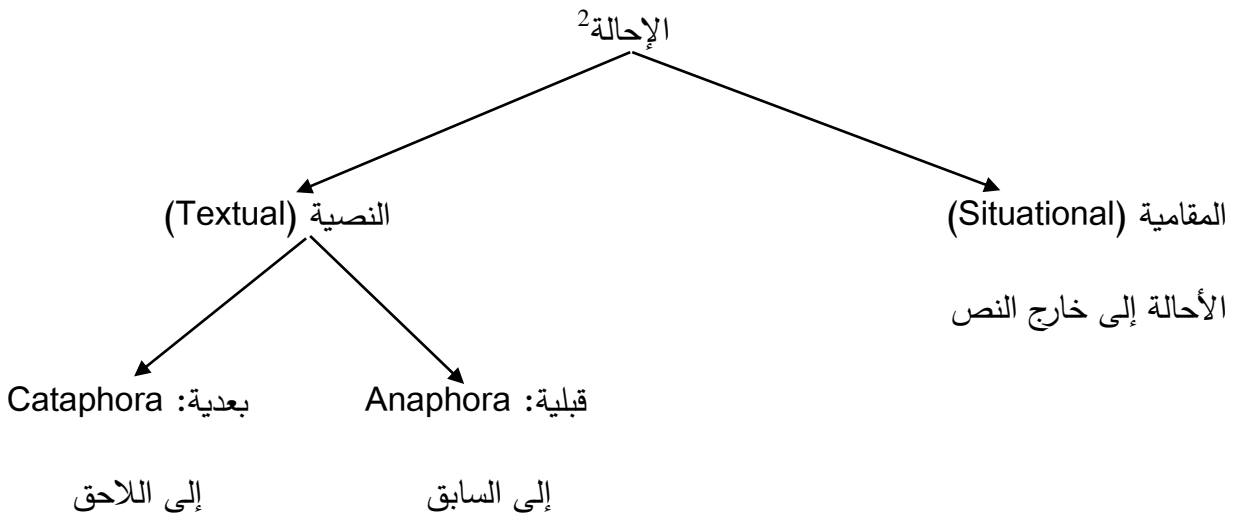 الإحالة2
المقامية (Situational)
النصية (Textual)
الأحالة إلى خارج النص
قبلية: Anaphora
بعدية: Cataphora
إلى السابق
إلى اللاحق